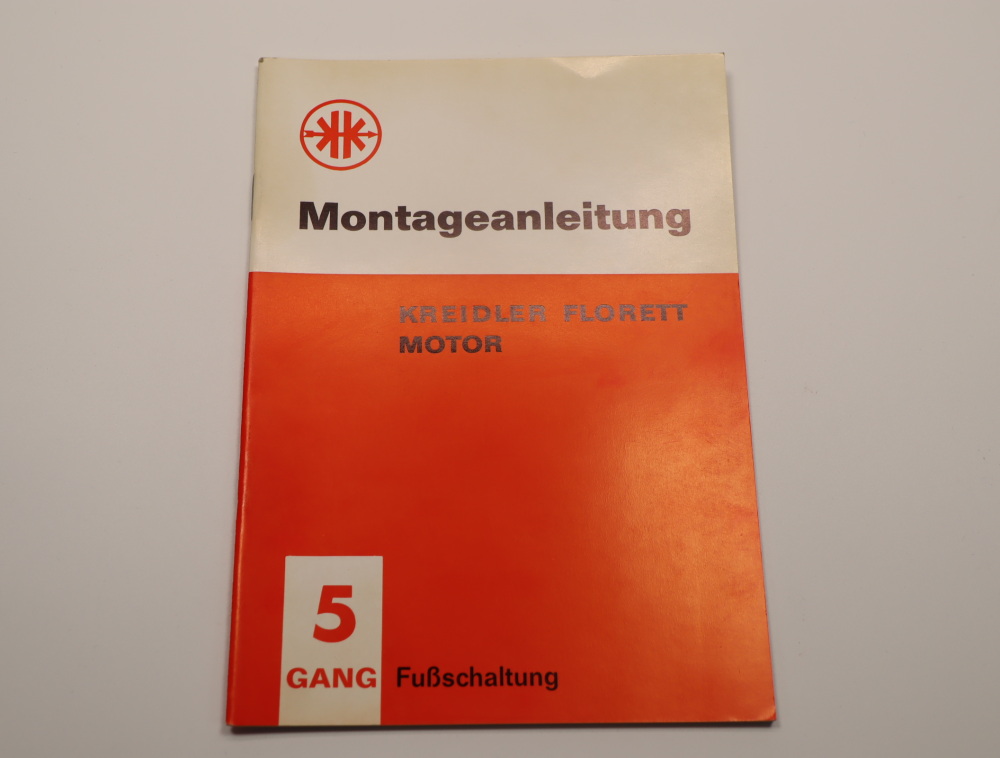 Montageanleitung
KREIDLER FLORETT
MOTOR
5
GANG Fußschaltung